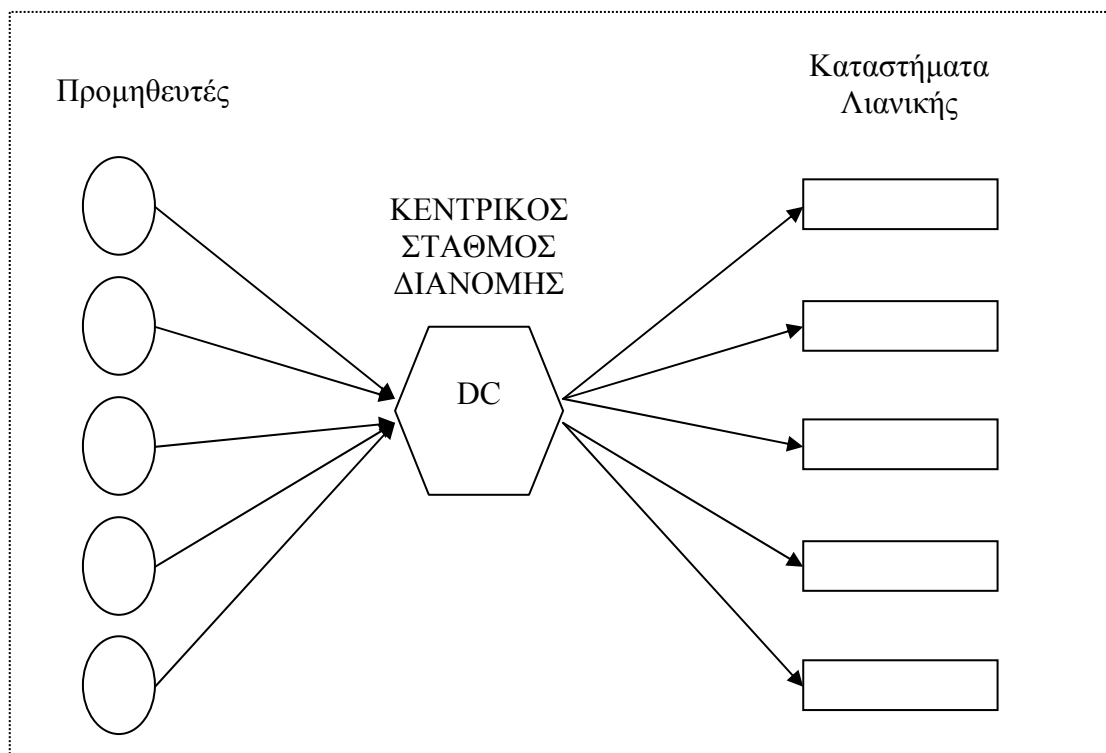 Προμηθευτές
Καταστήματα
Λιανικής
ΚΕΝΤΡΙΚΟΣ
ΣΤΑΘΜΟΣ
ΔΙΑΝΟΜΗΣ
DC